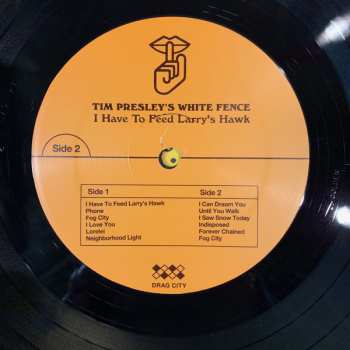 TIM PRESLEY'S WHITE FENCE
I Have To Feed Larry's Hawk
Side 2
Side 1
I Have To Feed Larry's Hawk
Phone
Fog City
I Love You
Lorelei
Neighborhood Light
Side 2
I Can Dream You
Until You Walk
I Saw Snow Today
Indisposed
Forever Chained
Fog City
DRAG CITY